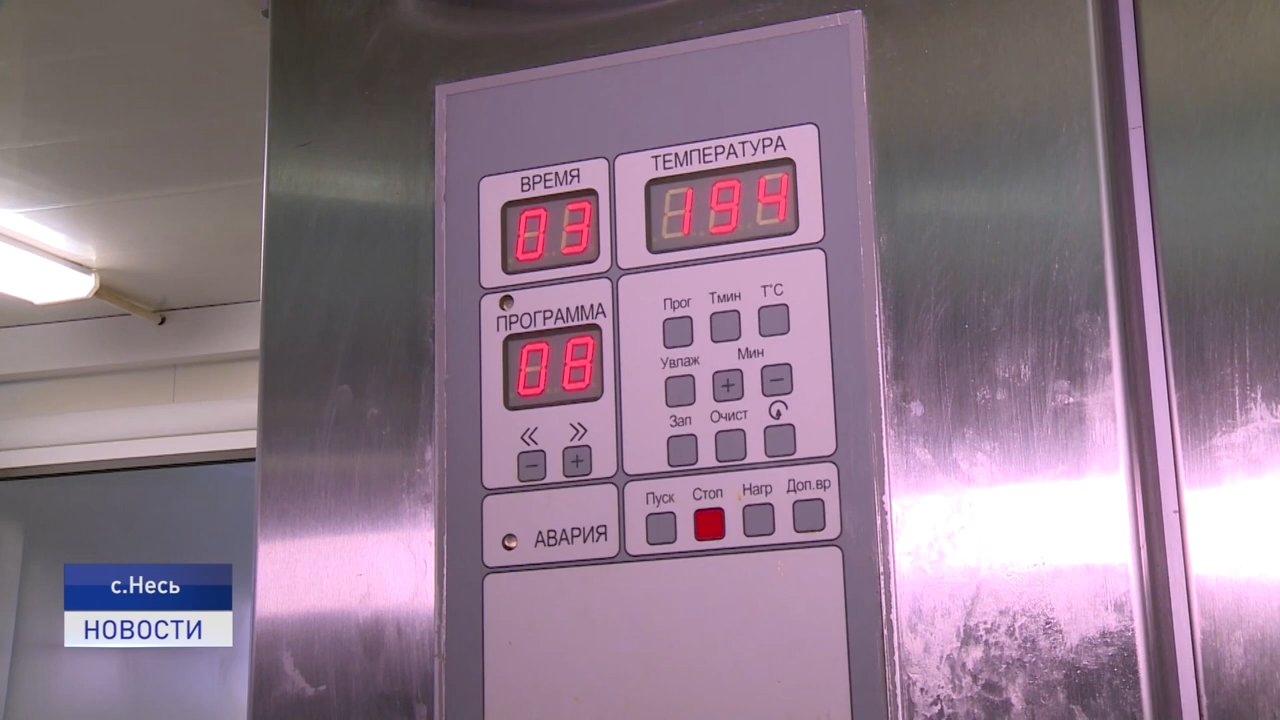 ВРЕМЯ
03
ТЕМПЕРАТУРА
194
ПРОГРАММА
08
« »
− +
Прог Тмин T°C
Увлаж Мин
+ −
Зап Очист
Пуск Стоп Нагр Доп.вр
АВАРИЯ
с.Несь
НОВОСТИ